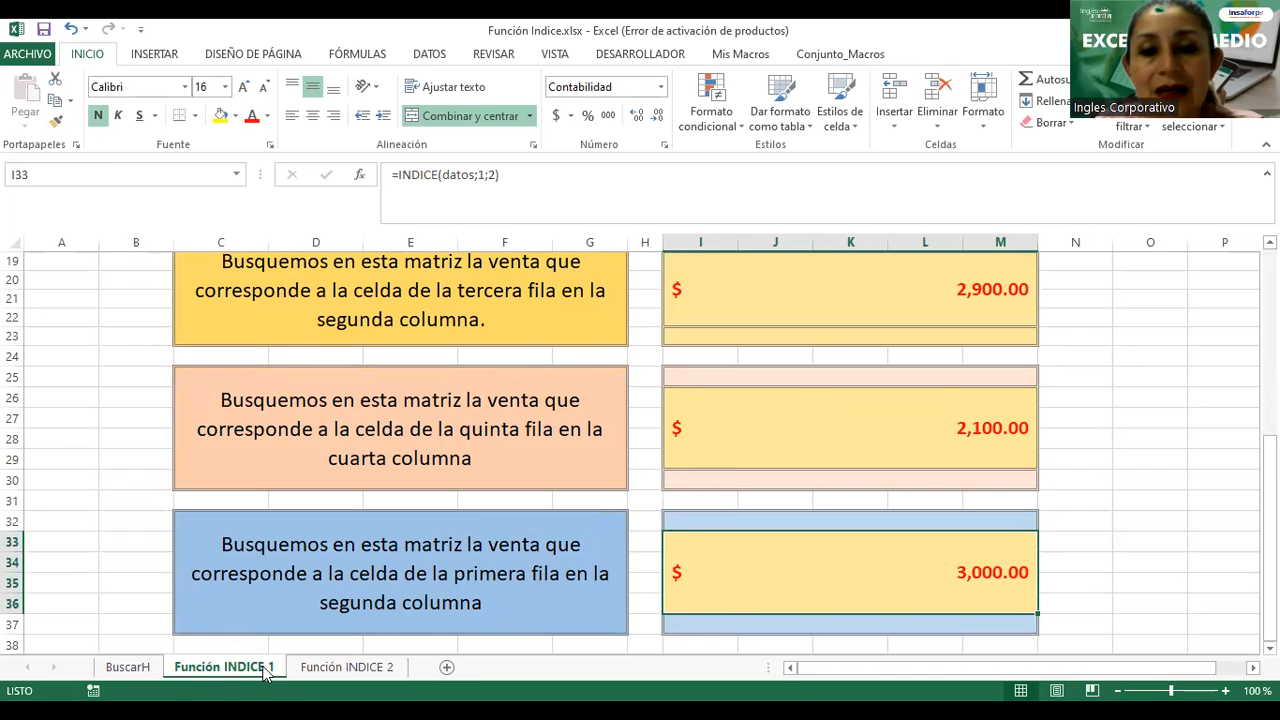 Función Indice.xlsx - Excel (Error de activación de productos)
ARCHIVO INICIO INSERTAR DISEÑO DE PÁGINA FÓRMULAS DATOS REVISAR VISTA DESARROLLADOR Mis Macros Conjunto_Macros
Inglés
insaforp
EXCE MEDIO
Ingles Corporativo
Pegar
Calibri 16
N K S
Ajustar texto
Combinar y centrar
Contabilidad
$ % 000
Formato condicional
Dar formato como tabla
Estilos de celda
Insertar
Eliminar
Formato
Autosu
Rellena
Borrar
filtrar
seleccionar
Portapapeles Fuente Alineación Número Estilos Celdas Modificar
I33 =INDICE(datos;1;2)
A B C D E F G H I J K L M N O P
19
20
21
22
23
24
25
26
27
28
29
30
31
32
33
34
35
36
37
38
Busquemos en esta matriz la venta que
corresponde a la celda de la tercera fila en la
segunda columna.
$ 2,900.00
Busquemos en esta matriz la venta que
corresponde a la celda de la quinta fila en la
cuarta columna
$ 2,100.00
Busquemos en esta matriz la venta que
corresponde a la celda de la primera fila en la
segunda columna
$ 3,000.00
BuscarH Función INDICE 1 Función INDICE 2
LISTO
100 %